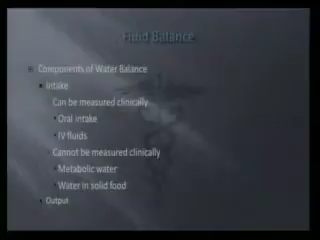 Fluid Balance
Components of Water Balance
Intake
Can be measured clinically
Oral intake
IV fluids
Cannot be measured clinically
Metabolic water
Water in solid food
Output